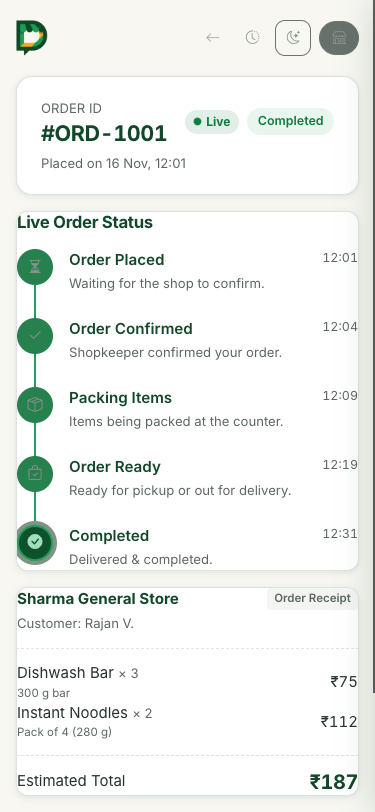 ORDER ID
#ORD-1001
Live
Completed
Placed on 16 Nov, 12:01
Live Order Status
Order Placed 12:01
Waiting for the shop to confirm.
Order Confirmed 12:04
Shopkeeper confirmed your order.
Packing Items 12:09
Items being packed at the counter.
Order Ready 12:19
Ready for pickup or out for delivery.
Completed 12:31
Delivered & completed.
Sharma General Store Order Receipt
Customer: Rajan V.
Dishwash Bar × 3 ₹75
300 g bar
Instant Noodles × 2 ₹112
Pack of 4 (280 g)
Estimated Total ₹187